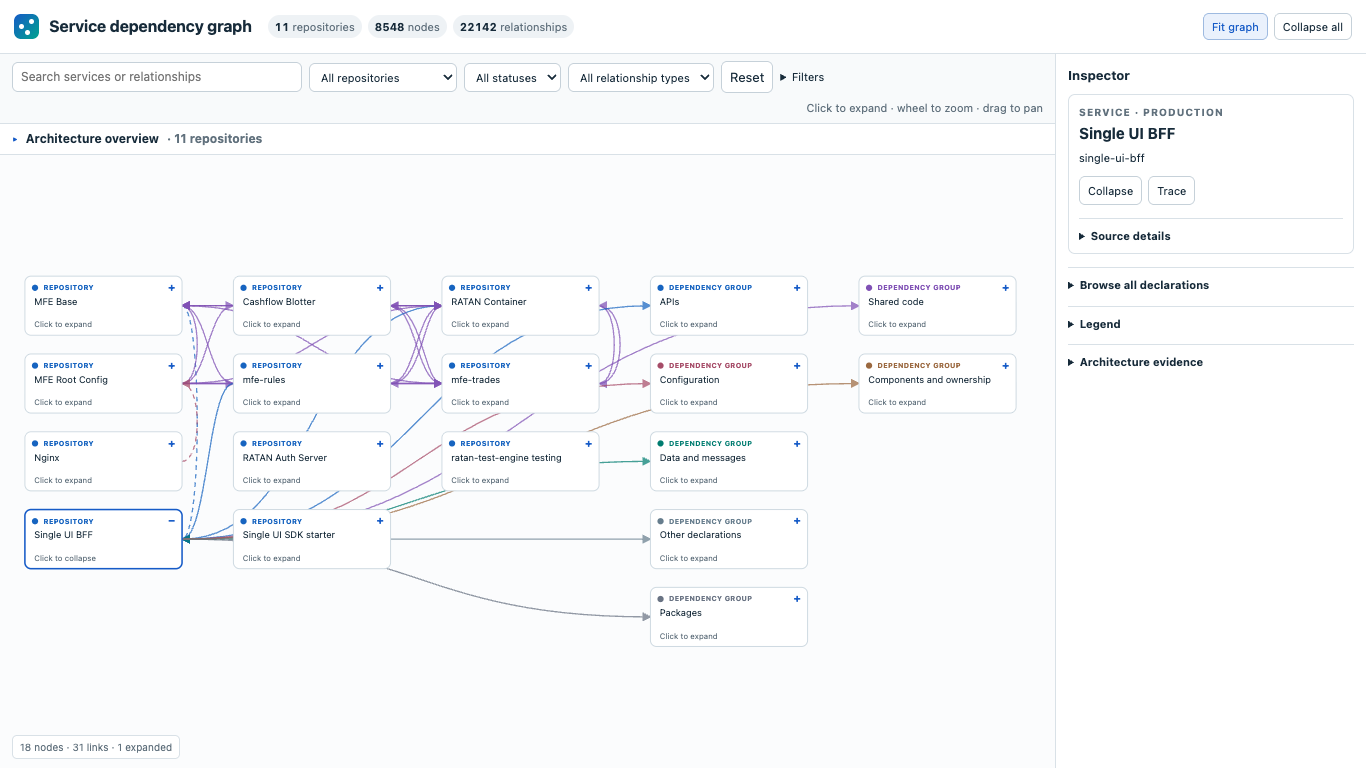 Service dependency graph
11 repositories
8548 nodes
22142 relationships
Fit graph
Collapse all
Search services or relationships
All repositories
All statuses
All relationship types
Reset
Filters
Click to expand · wheel to zoom · drag to pan
Architecture overview · 11 repositories
REPOSITORY +
MFE Base
Click to expand
REPOSITORY +
Cashflow Blotter
Click to expand
REPOSITORY +
RATAN Container
Click to expand
DEPENDENCY GROUP +
APIs
Click to expand
DEPENDENCY GROUP +
Shared code
Click to expand
REPOSITORY +
MFE Root Config
Click to expand
REPOSITORY +
mfe-rules
Click to expand
REPOSITORY +
mfe-trades
Click to expand
DEPENDENCY GROUP +
Configuration
Click to expand
DEPENDENCY GROUP +
Components and ownership
Click to expand
REPOSITORY +
Nginx
Click to expand
REPOSITORY +
RATAN Auth Server
Click to expand
REPOSITORY +
ratan-test-engine testing
Click to expand
DEPENDENCY GROUP +
Data and messages
Click to expand
REPOSITORY −
Single UI BFF
Click to collapse
REPOSITORY +
Single UI SDK starter
Click to expand
DEPENDENCY GROUP +
Other declarations
Click to expand
DEPENDENCY GROUP +
Packages
Click to expand
18 nodes · 31 links · 1 expanded
Inspector
SERVICE · PRODUCTION
Single UI BFF
single-ui-bff
Collapse
Trace
Source details
Browse all declarations
Legend
Architecture evidence